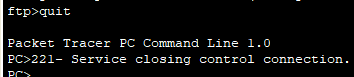 ftp>quit
Packet Tracer PC Command Line 1.0
PC>221- Service closing control connection.
PC>